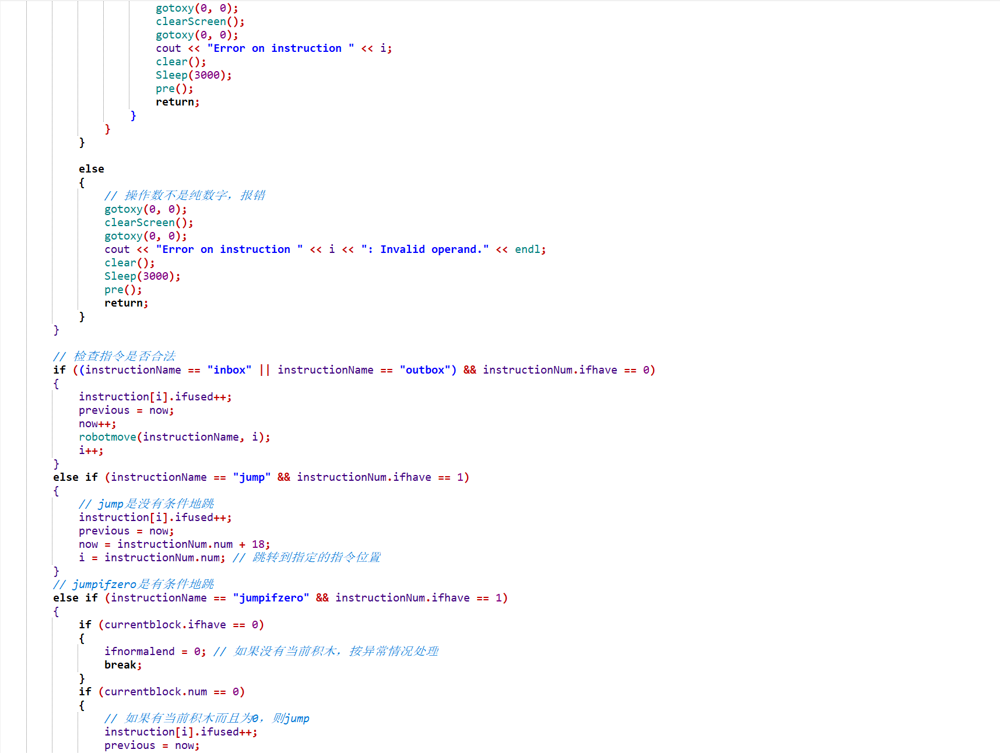 gotoxy(0, 0);
clearScreen();
gotoxy(0, 0);
cout << "Error on instruction " << i;
clear();
Sleep(3000);
pre();
return;
}
}
}
else
{
// 操作数不是纯数字，报错
gotoxy(0, 0);
clearScreen();
gotoxy(0, 0);
cout << "Error on instruction " << i << ": Invalid operand." << endl;
clear();
Sleep(3000);
pre();
return;
}
}
// 检查指令是否合法
if ((instructionName == "inbox" || instructionName == "outbox") && instructionNum.ifhave == 0)
{
instruction[i].ifused++;
previous = now;
now++;
robotmove(instructionName, i);
i++;
}
else if (instructionName == "jump" && instructionNum.ifhave == 1)
{
// jump是没有条件地跳
instruction[i].ifused++;
previous = now;
now = instructionNum.num + 18;
i = instructionNum.num; // 跳转到指定的指令位置
}
// jumpifzero是有条件地跳
else if (instructionName == "jumpifzero" && instructionNum.ifhave == 1)
{
if (currentblock.ifhave == 0)
{
ifnormalend = 0; // 如果没有当前积木，按异常情况处理
break;
}
if (currentblock.num == 0)
{
// 如果有当前积木而且为0，则jump
instruction[i].ifused++;
previous = now;